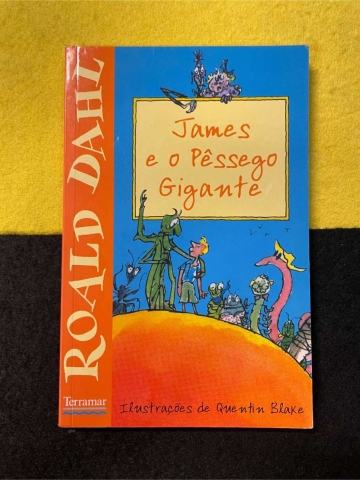 ROALD DAHL
James
e o Pêssego
Gigante
Terramar
Ilustrações de Quentin Blake